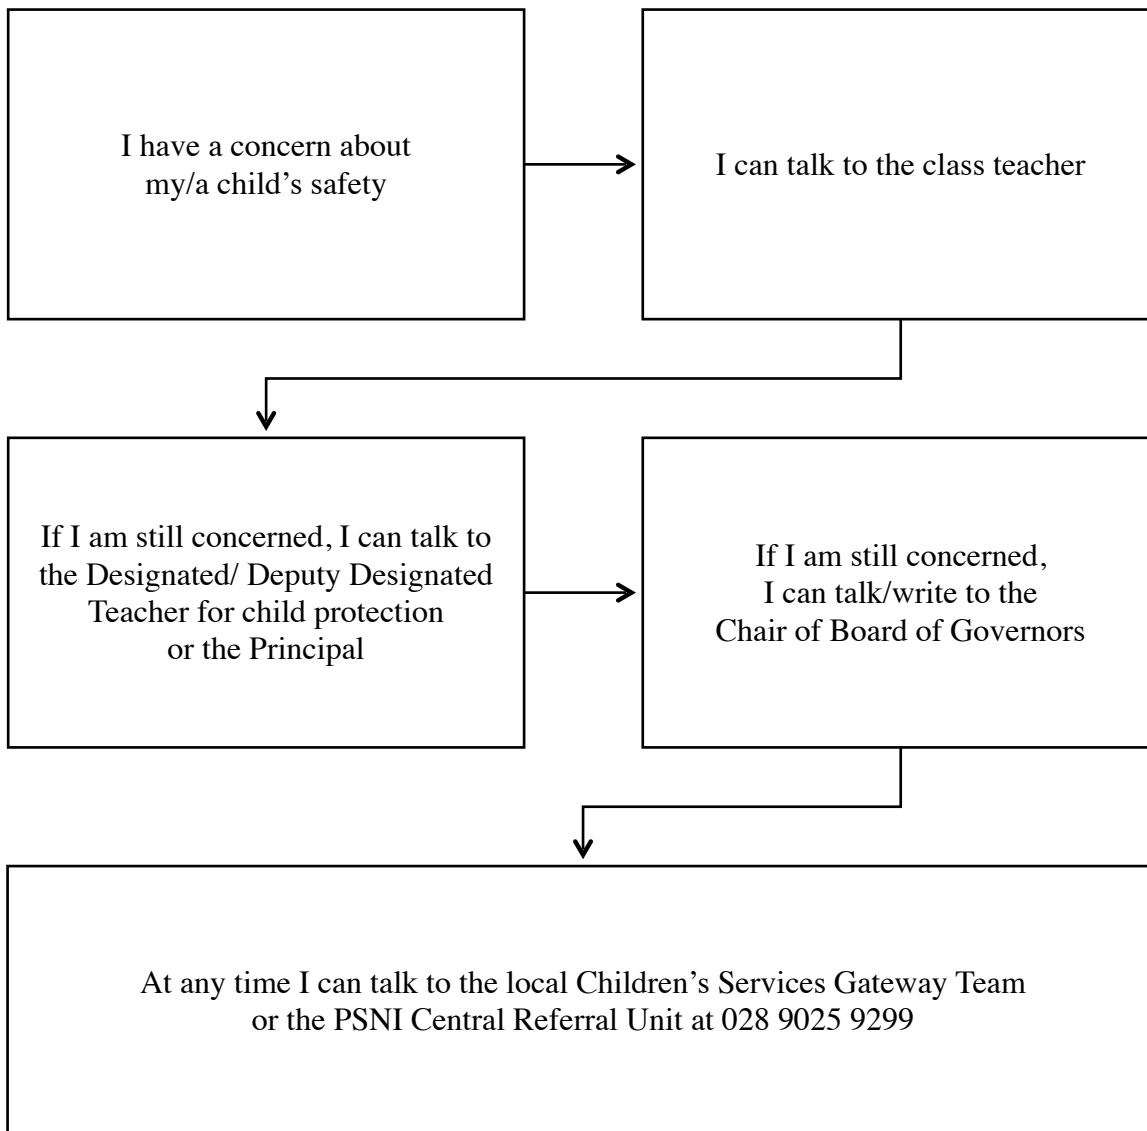 I have a concern about
my/a child’s safety
I can talk to the class teacher
If I am still concerned, I can talk to
the Designated/ Deputy Designated
Teacher for child protection
or the Principal
If I am still concerned,
I can talk/write to the
Chair of Board of Governors
At any time I can talk to the local Children’s Services Gateway Team
or the PSNI Central Referral Unit at 028 9025 9299